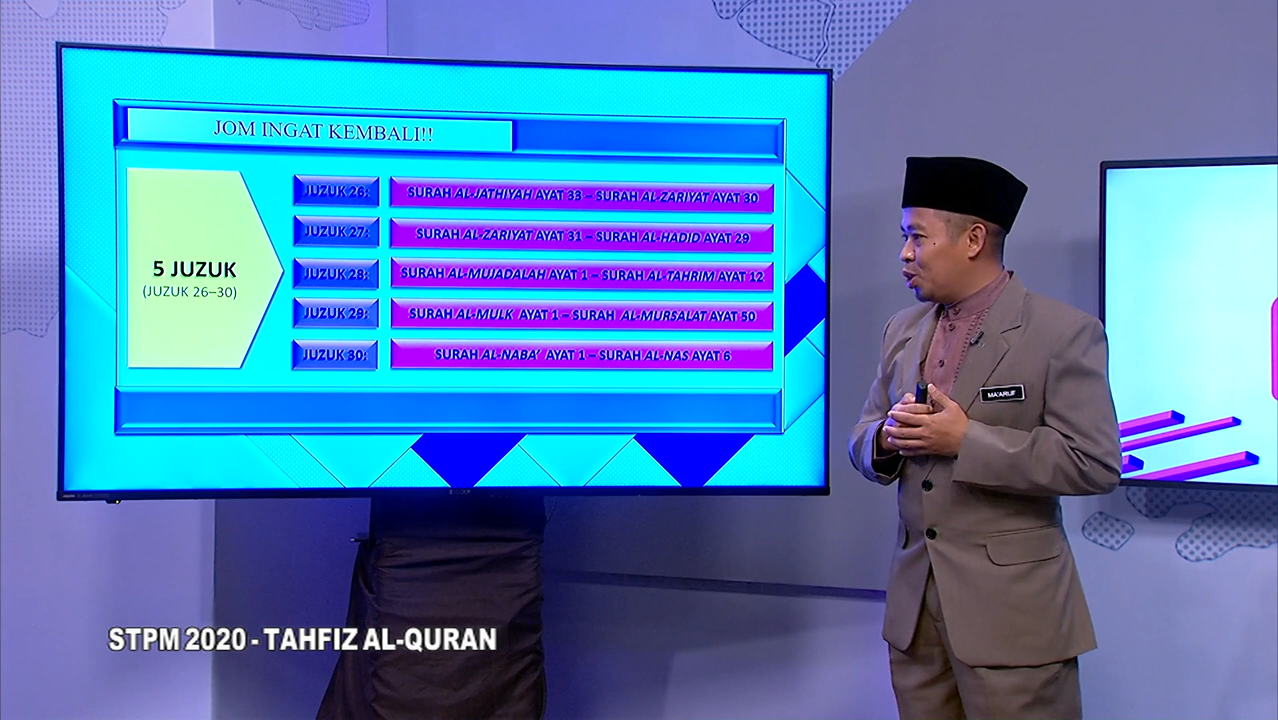 JOM INGAT KEMBALI!!
5 JUZUK
(JUZUK 26–30)
JUZUK 26: SURAH AL-JATHIYAH AYAT 33 – SURAH AL-ZARIYAT AYAT 30
JUZUK 27: SURAH AL-ZARIYAT AYAT 31 – SURAH AL-HADID AYAT 29
JUZUK 28: SURAH AL-MUJADALAH AYAT 1 – SURAH AL-TAHRIM AYAT 12
JUZUK 29: SURAH AL-MULK AYAT 1 – SURAH AL-MURSALAT AYAT 50
JUZUK 30: SURAH AL-NABA' AYAT 1 – SURAH AL-NAS AYAT 6
MA'ARUF
STPM 2020 - TAHFIZ AL-QURAN